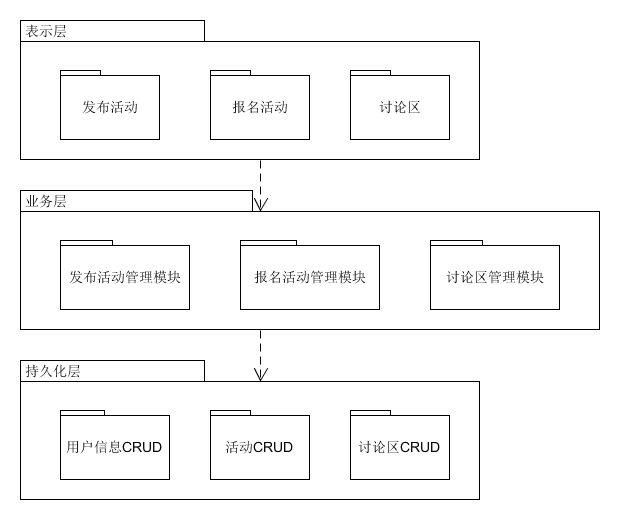 表示层
发布活动
报名活动
讨论区
业务层
发布活动管理模块
报名活动管理模块
讨论区管理模块
持久化层
用户信息CRUD
活动CRUD
讨论区CRUD